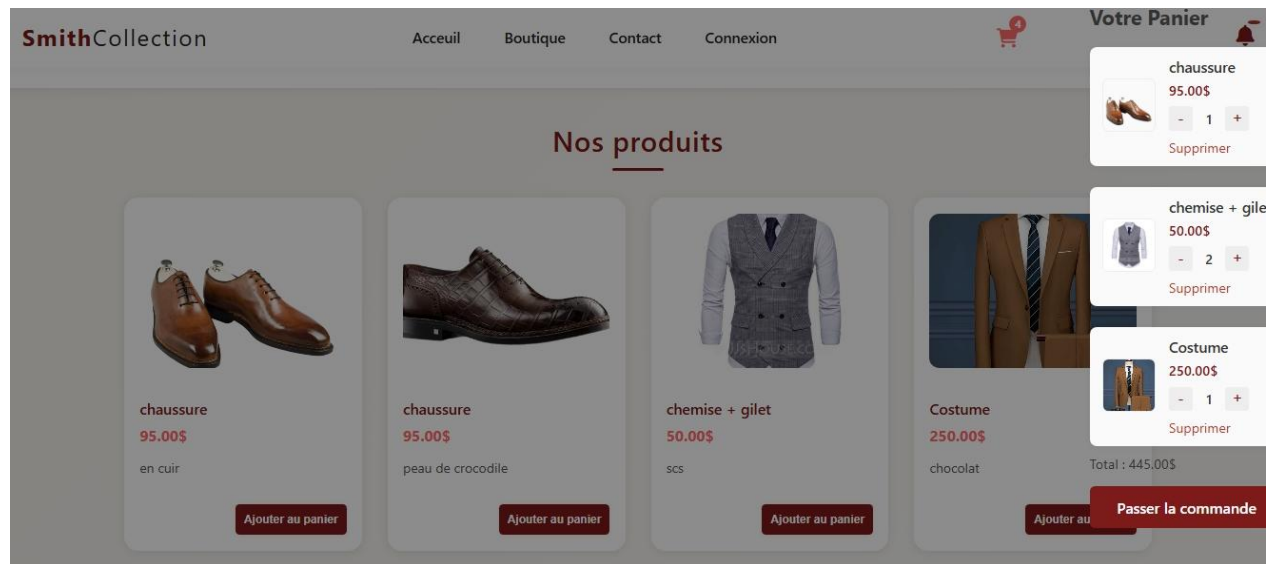 SmithCollection
Acceuil Boutique Contact Connexion
4
Votre Panier
chaussure
95.00$
- 1 +
Supprimer
chemise + gile
50.00$
- 2 +
Supprimer
Costume
250.00$
- 1 +
Supprimer
Total : 445.00$
Passer la commande
Nos produits
chaussure
95.00$
en cuir
Ajouter au panier
chaussure
95.00$
peau de crocodile
Ajouter au panier
chemise + gilet
50.00$
scs
Ajouter au panier
Costume
250.00$
chocolat
Ajouter au